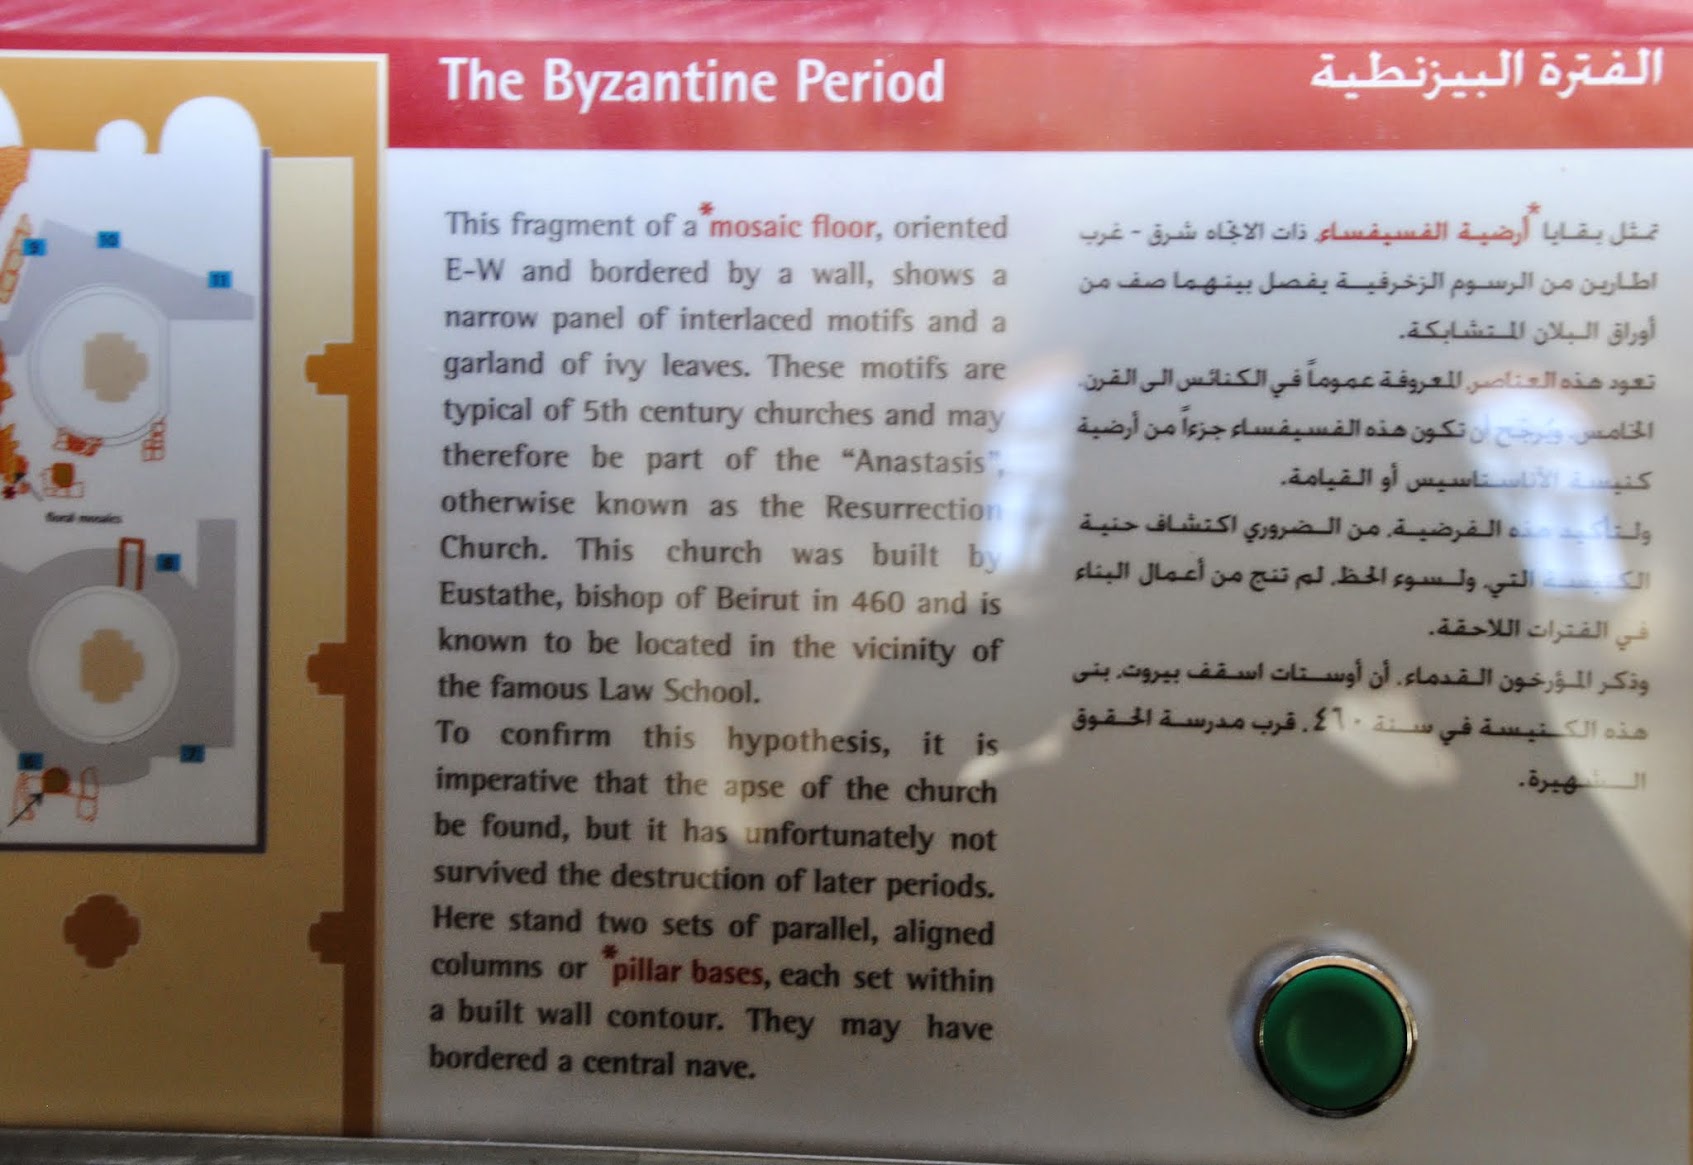 The Byzantine Period
This fragment of a *mosaic floor, oriented
E-W and bordered by a wall, shows a
narrow panel of interlaced motifs and a
garland of ivy leaves. These motifs are
typical of 5th century churches and may
therefore be part of the “Anastasis”,
otherwise known as the Resurrection
Church. This church was built by
Eustathe, bishop of Beirut in 460 and is
known to be located in the vicinity of
the famous Law School.
To confirm this hypothesis, it is
imperative that the apse of the church
be found, but it has unfortunately not
survived the destruction of later periods.
Here stand two sets of parallel, aligned
columns or *pillar bases, each set within
a built wall contour. They may have
bordered a central nave.
الفترة البيزنطية
تمثل بقايا *أرضية الفسيفساء، ذات الاتجاه شرق - غرب
اطارين من الرسوم الزخرفية يفصل بينهما صف من
أوراق البلان المتشابكة.
تعود هذه العناصر، المعروفة عموماً في الكنائس الى القرن
الخامس. ويُرجّح أن تكون هذه الفسيفساء جزءاً من أرضية
كنيسة الأناستاسيس أو القيامة.
ولتأكيد هذه الفرضية، من الضروري اكتشاف حنية
الكنيسة التي، ولسوء الحظ، لم تنج من أعمال البناء
في الفترات اللاحقة.
وذكر المؤرخون القدماء، أن أوستات اسقف بيروت، بنى
هذه الكنيسة في سنة ٤٦٠، قرب مدرسة الحقوق
الشهيرة.
9
10
11
floral mosaics
8
7
6